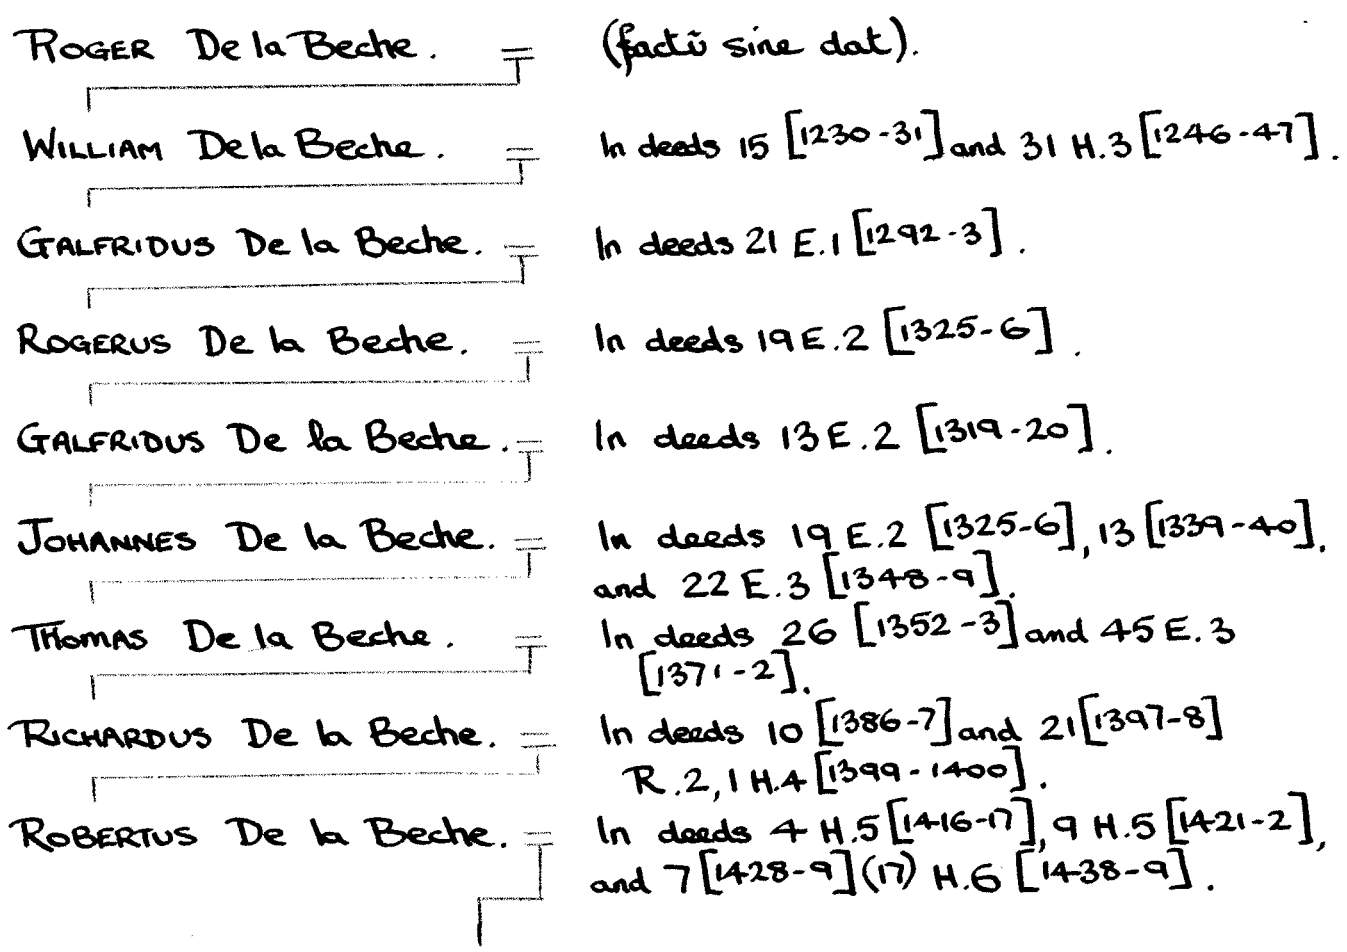 ROGER De la Beche. (factū sine dat).
WILLIAM De la Beche. In deeds 15 [1230-31] and 31 H.3 [1246-47].
GALFRIDUS De la Beche. In deeds 21 E.1 [1292-3].
ROGERUS De la Beche. In deeds 19 E.2 [1325-6].
GALFRIDUS De la Beche. In deeds 13 E.2 [1319-20].
JOHANNES De la Beche. In deeds 19 E.2 [1325-6], 13 [1339-40],
and 22 E.3 [1348-9].
THOMAS De la Beche. In deeds 26 [1352-3] and 45 E.3
[1371-2].
RICHARDUS De la Beche. In deeds 10 [1386-7] and 21 [1397-8]
R.2, 1 H.4 [1399-1400].
ROBERTUS De la Beche. In deeds 4 H.5 [1416-17], 9 H.5 [1421-2],
and 7 [1428-9] (17) H.6 [1438-9].